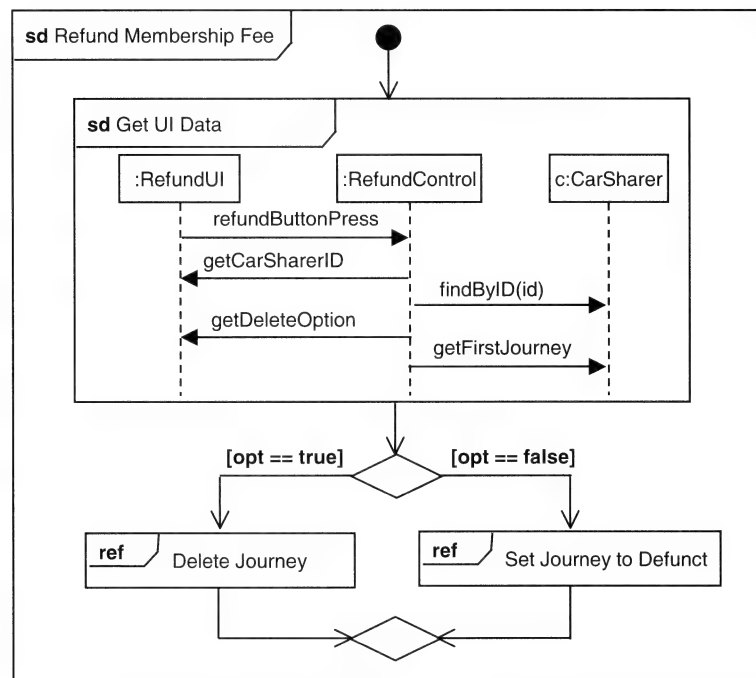 sd Refund Membership Fee
sd Get UI Data
:RefundUI
:RefundControl
c:CarSharer
refundButtonPress
getCarSharerID
findByID(id)
getDeleteOption
getFirstJourney
[opt == true]
[opt == false]
ref Delete Journey
ref Set Journey to Defunct